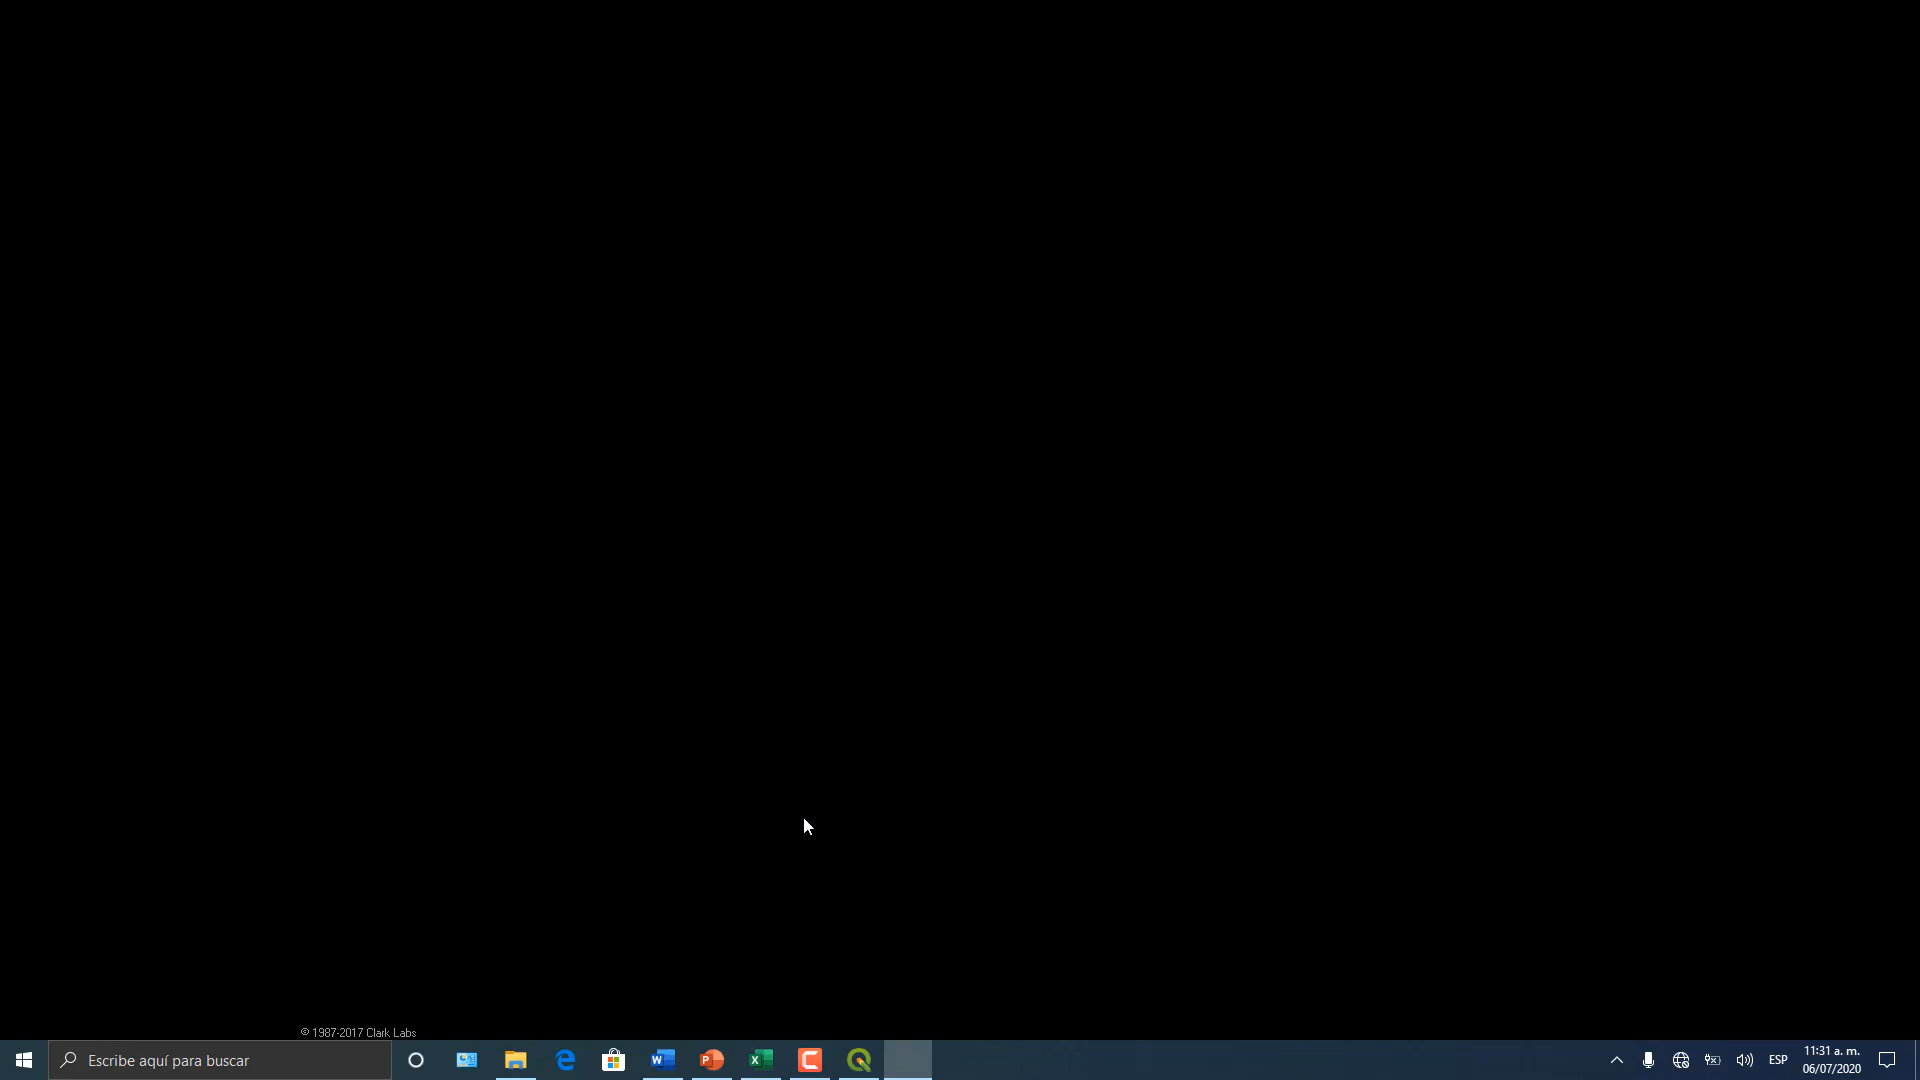 © 1987-2017 Clark Labs
Escribe aquí para buscar
ESP
11:31 a. m.
06/07/2020